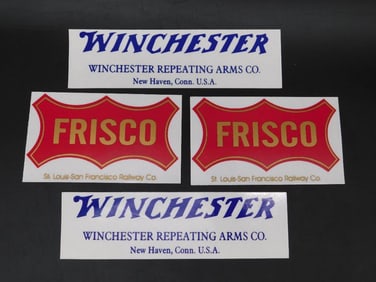 WINCHESTER
WINCHESTER REPEATING ARMS CO.
New Haven, Conn. U.S.A.
FRISCO
St. Louis-San Francisco Railway Co.
FRISCO
St. Louis-San Francisco Railway Co.
WINCHESTER
WINCHESTER REPEATING ARMS CO.
New Haven, Conn. U.S.A.